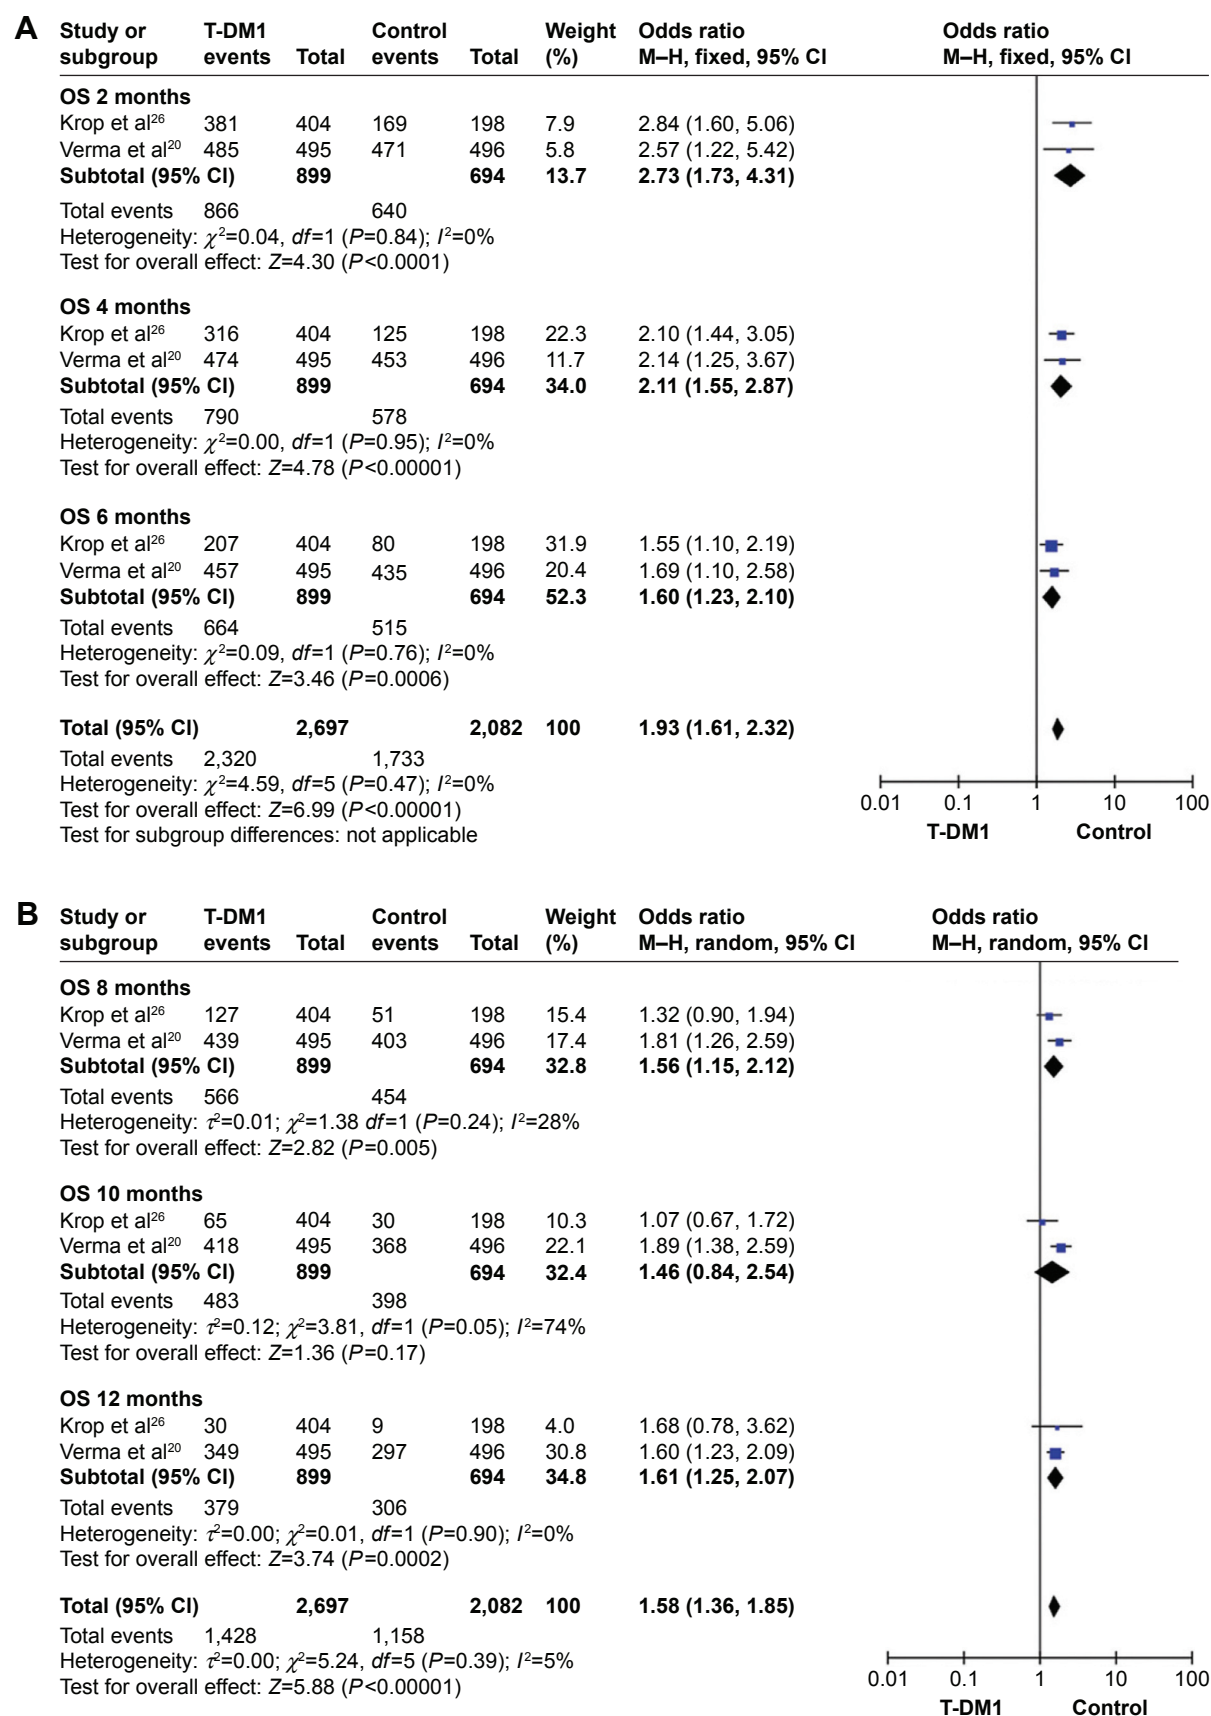 A Study or T-DM1 Control Weight Odds ratio Odds ratio
subgroup events Total events Total (%) M–H, fixed, 95% CI M–H, fixed, 95% CI
OS 2 months
Krop et al26 381 404 169 198 7.9 2.84 (1.60, 5.06)
Verma et al20 485 495 471 496 5.8 2.57 (1.22, 5.42)
Subtotal (95% CI) 899 694 13.7 2.73 (1.73, 4.31)
Total events 866 640
Heterogeneity: χ2=0.04, df=1 (P=0.84); I2=0%
Test for overall effect: Z=4.30 (P<0.0001)
OS 4 months
Krop et al26 316 404 125 198 22.3 2.10 (1.44, 3.05)
Verma et al20 474 495 453 496 11.7 2.14 (1.25, 3.67)
Subtotal (95% CI) 899 694 34.0 2.11 (1.55, 2.87)
Total events 790 578
Heterogeneity: χ2=0.00, df=1 (P=0.95); I2=0%
Test for overall effect: Z=4.78 (P<0.00001)
OS 6 months
Krop et al26 207 404 80 198 31.9 1.55 (1.10, 2.19)
Verma et al20 457 495 435 496 20.4 1.69 (1.10, 2.58)
Subtotal (95% CI) 899 694 52.3 1.60 (1.23, 2.10)
Total events 664 515
Heterogeneity: χ2=0.09, df=1 (P=0.76); I2=0%
Test for overall effect: Z=3.46 (P=0.0006)
Total (95% CI) 2,697 2,082 100 1.93 (1.61, 2.32)
Total events 2,320 1,733
Heterogeneity: χ2=4.59, df=5 (P=0.47); I2=0%
Test for overall effect: Z=6.99 (P<0.00001)
Test for subgroup differences: not applicable
0.01 0.1 1 10 100
T-DM1 Control
B Study or T-DM1 Control Weight Odds ratio Odds ratio
subgroup events Total events Total (%) M–H, random, 95% CI M–H, random, 95% CI
OS 8 months
Krop et al26 127 404 51 198 15.4 1.32 (0.90, 1.94)
Verma et al20 439 495 403 496 17.4 1.81 (1.26, 2.59)
Subtotal (95% CI) 899 694 32.8 1.56 (1.15, 2.12)
Total events 566 454
Heterogeneity: τ2=0.01; χ2=1.38 df=1 (P=0.24); I2=28%
Test for overall effect: Z=2.82 (P=0.005)
OS 10 months
Krop et al26 65 404 30 198 10.3 1.07 (0.67, 1.72)
Verma et al20 418 495 368 496 22.1 1.89 (1.38, 2.59)
Subtotal (95% CI) 899 694 32.4 1.46 (0.84, 2.54)
Total events 483 398
Heterogeneity: τ2=0.12; χ2=3.81, df=1 (P=0.05); I2=74%
Test for overall effect: Z=1.36 (P=0.17)
OS 12 months
Krop et al26 30 404 9 198 4.0 1.68 (0.78, 3.62)
Verma et al20 349 495 297 496 30.8 1.60 (1.23, 2.09)
Subtotal (95% CI) 899 694 34.8 1.61 (1.25, 2.07)
Total events 379 306
Heterogeneity: τ2=0.00; χ2=0.01, df=1 (P=0.90); I2=0%
Test for overall effect: Z=3.74 (P=0.0002)
Total (95% CI) 2,697 2,082 100 1.58 (1.36, 1.85)
Total events 1,428 1,158
Heterogeneity: τ2=0.00; χ2=5.24, df=5 (P=0.39); I2=5%
Test for overall effect: Z=5.88 (P<0.00001)
0.01 0.1 1 10 100
T-DM1 Control